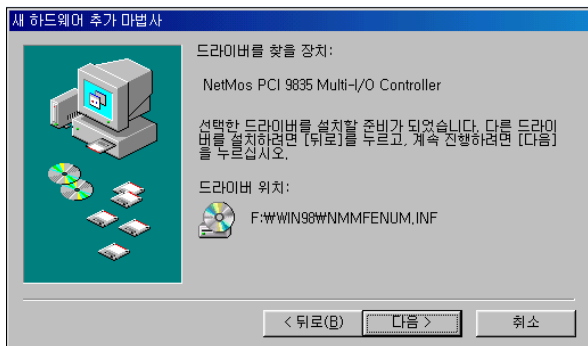 새 하드웨어 추가 마법사
드라이버를 찾을 장치:
NetMos PCI 9835 Multi-I/O Controller
선택한 드라이버를 설치할 준비가 되었습니다. 다른 드라이
버를 설치하려면 [뒤로]를 누르고, 계속 진행하려면 [다음]
을 누르십시오.
드라이버 위치:
F:₩WIN98₩NMMFENUM.INF
< 뒤로(B)
다음 >
취소